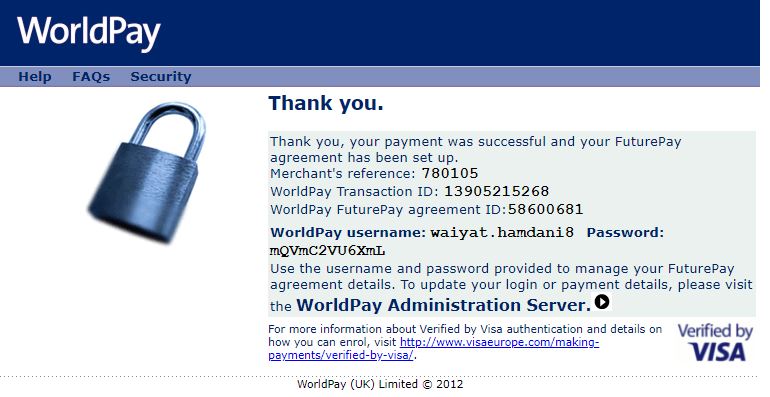 WorldPay
Help FAQs Security
Thank you.
Thank you, your payment was successful and your FuturePay
agreement has been set up.
Merchant's reference: 780105
WorldPay Transaction ID: 13905215268
WorldPay FuturePay agreement ID:58600681
WorldPay username: waiyat.hamdani8 Password:
mQVmC2VU6XmL
Use the username and password provided to manage your FuturePay
agreement details. To update your login or payment details, please visit
the WorldPay Administration Server.
For more information about Verified by Visa authentication and details on
how you can enrol, visit http://www.visaeurope.com/making-
payments/verified-by-visa/.
Verified by
VISA
WorldPay (UK) Limited © 2012